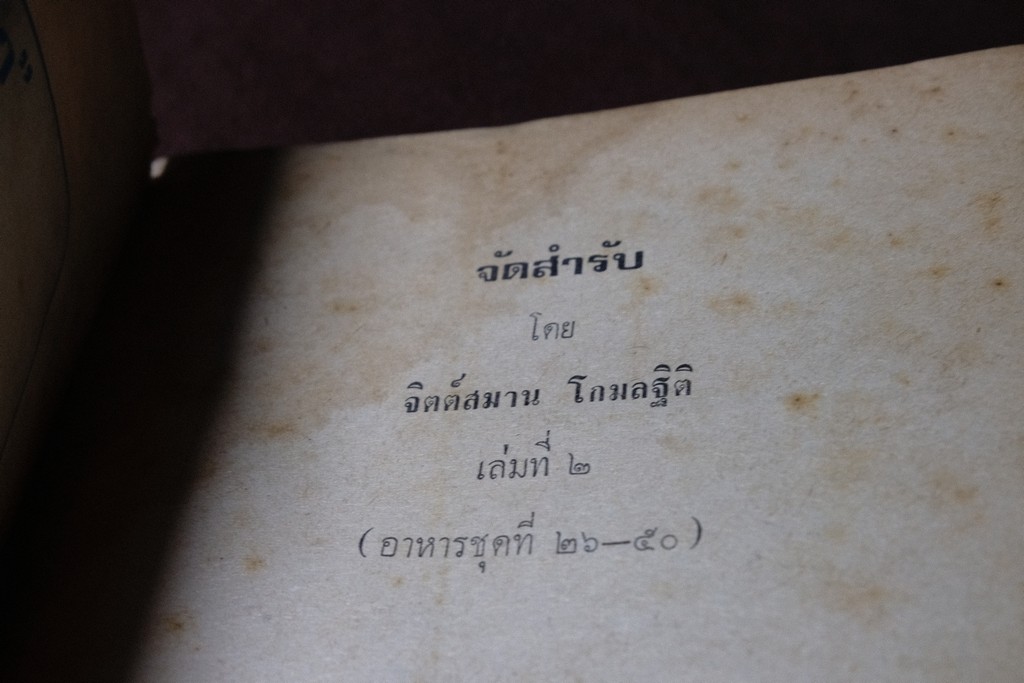 จัดสำรับ
โดย
จิตต์สมาน โกมลฐิติ
เล่มที่ ๒
(อาหารชุดที่ ๒๖—๕๐)